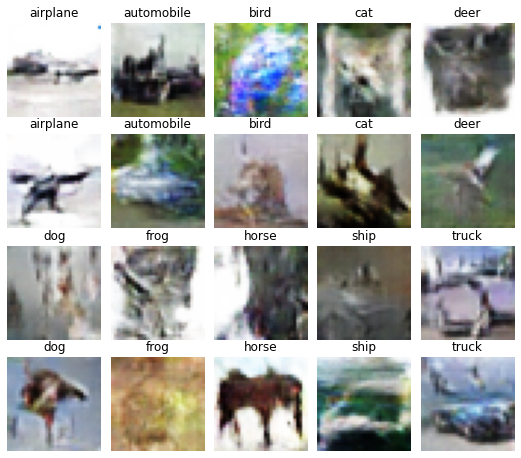 airplane automobile bird cat deer
airplane automobile bird cat deer
dog frog horse ship truck
dog frog horse ship truck